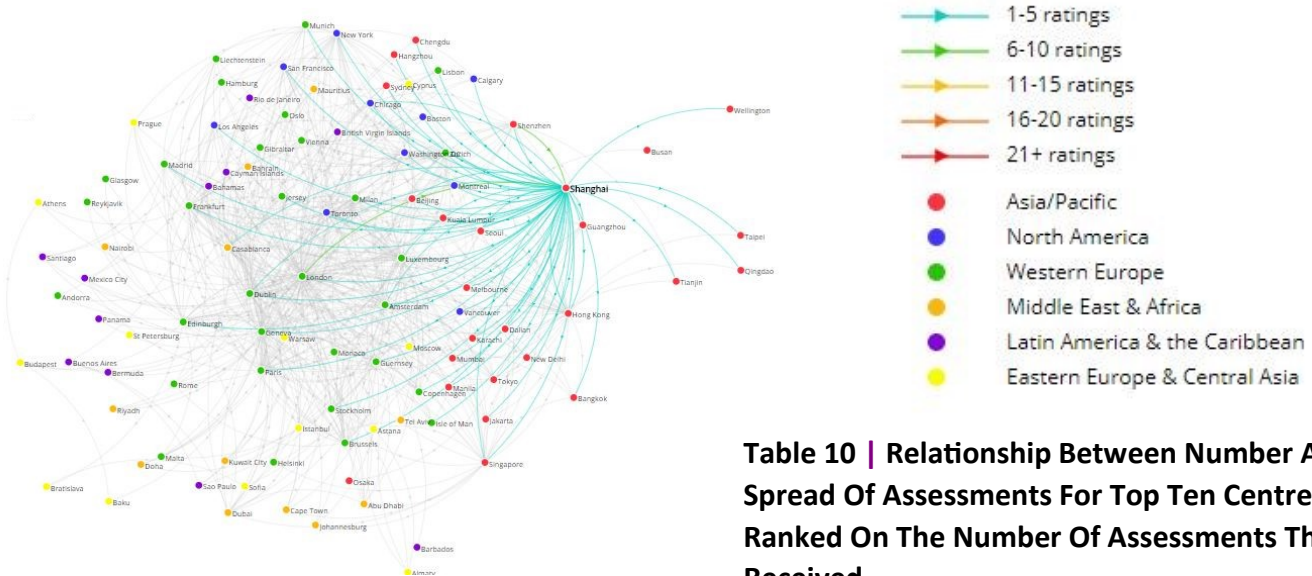 Munich
New York
Chengdu
Hangzhou
Liechtenstein
San Francisco
Lisbon
Calgary
Hamburg
Mauritius
Sydney
Cyprus
Rio de Janeiro
Chicago
Wellington
Oslo
Boston
Prague
Los Angeles
British Virgin Islands
Shenzhen
Vienna
Gibraltar
Busan
Madrid
Bahrain
Cayman Islands
Glasgow
Bahamas
Montreal
Shanghai
Jersey
Milan
Beijing
Athens
Reykjavik
Frankfurt
Toronto
Kuala Lumpur
Guangzhou
Seoul
Taipei
Nairobi
Casablanca
Santiago
Luxembourg
Qingdao
Mexico City
London
Tianjin
Melbourne
Andorra
Dublin
Amsterdam
Vancouver
Hong Kong
Panama
Edinburgh
Dalian
St Petersburg
Geneva
Warsaw
Karachi
Moscow
Monaco
Mumbai
New Delhi
Budapest
Buenos Aires
Guernsey
Bermuda
Paris
Tokyo
Rome
Manila
Copenhagen
Bangkok
Riyadh
Stockholm
Tel Aviv
Isle of Man
Jakarta
Istanbul
Astana
Brussels
Malta
Doha
Kuwait City
Helsinki
Singapore
Bratislava
Sao Paulo
Sofia
Osaka
Baku
Dubai
Cape Town
Abu Dhabi
Johannesburg
Barbados
Almaty
1-5 ratings
6-10 ratings
11-15 ratings
16-20 ratings
21+ ratings
Asia/Pacific
North America
Western Europe
Middle East & Africa
Latin America & the Caribbean
Eastern Europe & Central Asia
Table 10 | Relationship Between Number A
Spread Of Assessments For Top Ten Centre
Ranked On The Number Of Assessments Th
Received